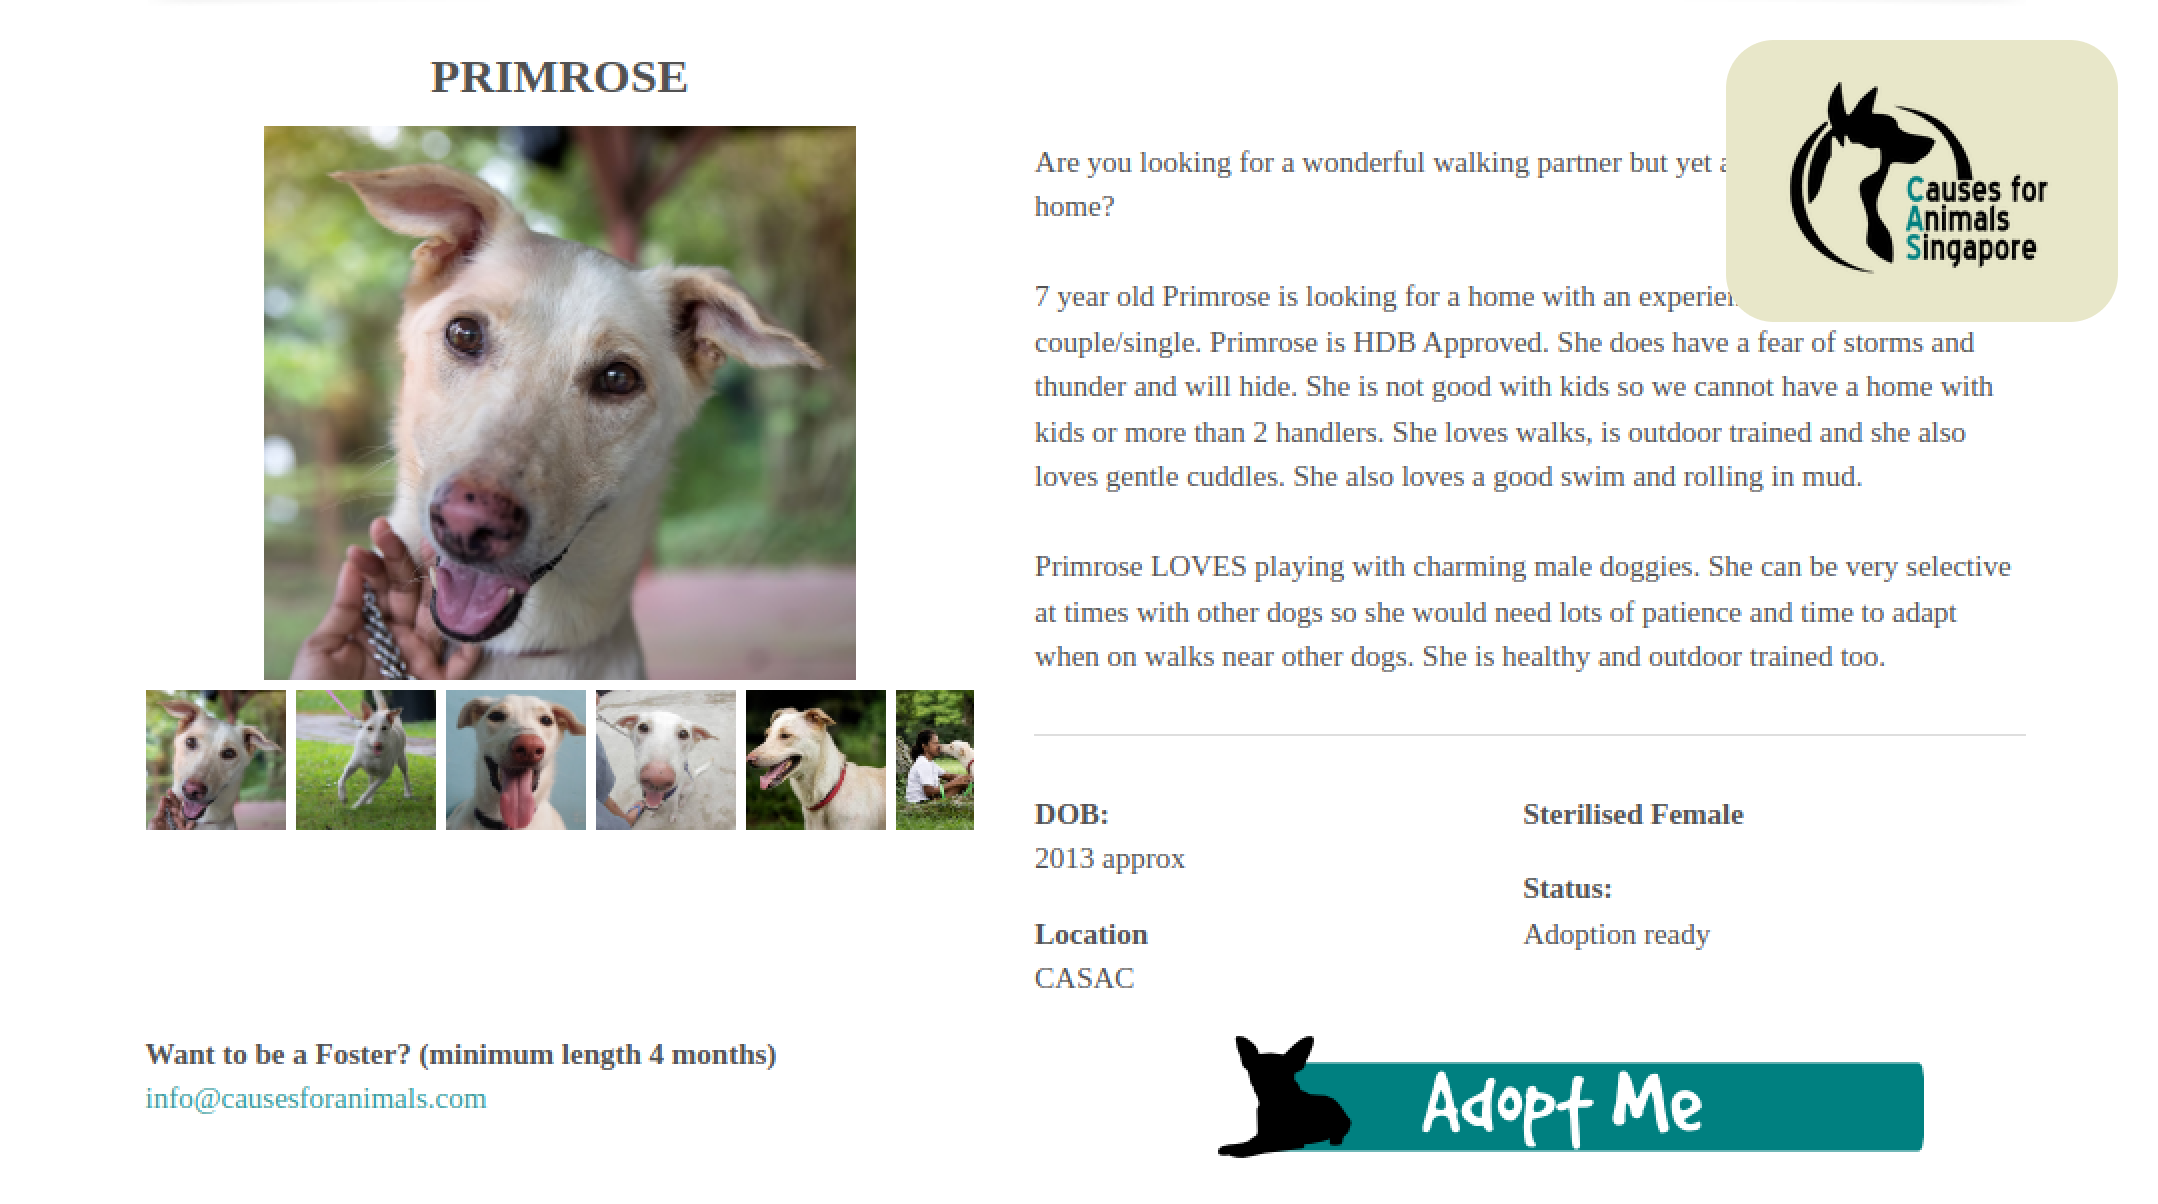 PRIMROSE
Are you looking for a wonderful walking partner but yet
home?
7 year old Primrose is looking for a home with an
couple/single. Primrose is HDB Approved. She does have a fear of storms and
thunder and will hide. She is not good with kids so we cannot have a home with
kids or more than 2 handlers. She loves walks, is outdoor trained and she also
loves gentle cuddles. She also loves a good swim and rolling in mud.
Primrose LOVES playing with charming male doggies. She can be very selective
at times with other dogs so she would need lots of patience and time to adapt
when on walks near other dogs. She is healthy and outdoor trained too.
Causes for
Animals
Singapore
DOB:
2013 approx
Location
CASAC
Sterilised Female
Status:
Adoption ready
Want to be a Foster? (minimum length 4 months)
info@causesforanimals.com
Adopt Me